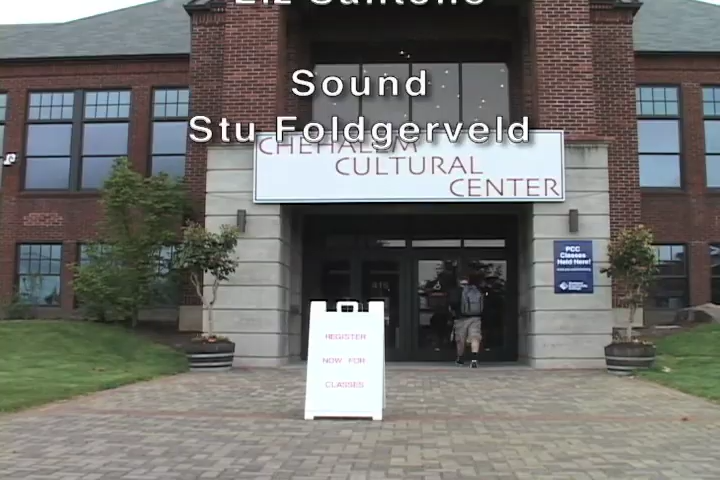 Sound
Stu Foldgerveld
CHEHALEM
CULTURAL
CENTER
PCC
Classes
Held Here!
REGISTER
NOW FOR
CLASSES